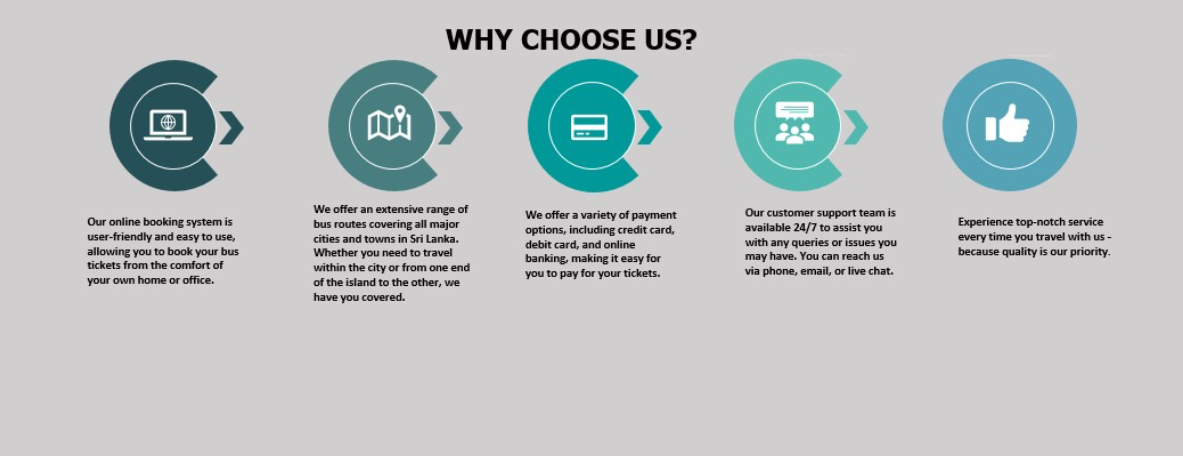 WHY CHOOSE US?
Our online booking system is
user-friendly and easy to use,
allowing you to book your bus
tickets from the comfort of
your own home or office.
We offer an extensive range of
bus routes covering all major
cities and towns in Sri Lanka.
Whether you need to travel
within the city or from one end
of the island to the other, we
have you covered.
We offer a variety of payment
options, including credit card,
debit card, and online
banking, making it easy for
you to pay for your tickets.
Our customer support team is
available 24/7 to assist you
with any queries or issues you
may have. You can reach us
via phone, email, or live chat.
Experience top-notch service
every time you travel with us -
because quality is our priority.